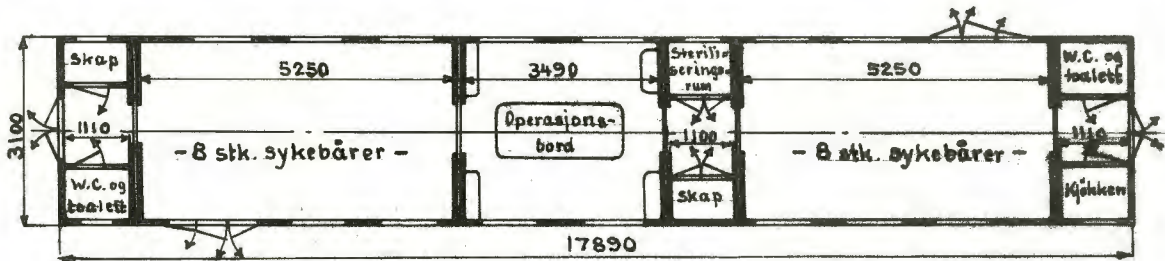 Skap
5250
3490
Sterili-
serings-
rum
5250
W.C. og
toalett
3100
1110
Operasjons-
bord
1100
1110
- 8 stk. sykebårer -
- 8 stk. sykebårer -
W.C. og
toalett
Skap
Kjökken
17890